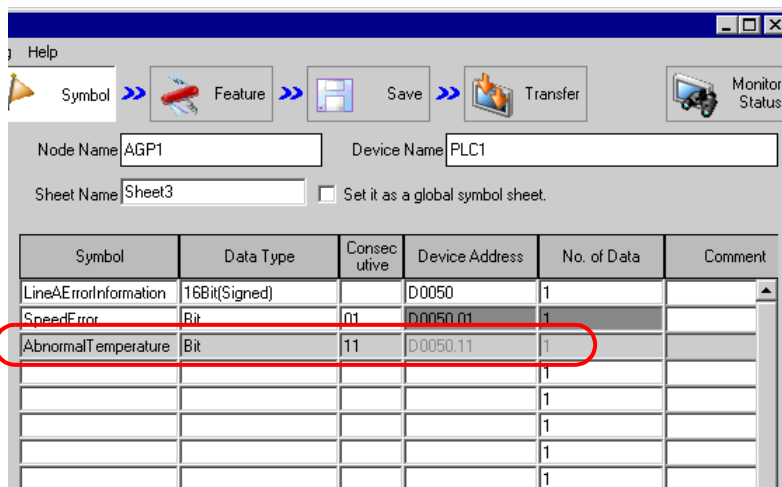 Help
Symbol Feature Save Transfer Monitor
Status
Node Name AGP1 Device Name PLC1
Sheet Name Sheet3 Set it as a global symbol sheet.
Symbol Data Type Consec
utive Device Address No. of Data Comment
LineAErrorInformation 16Bit(Signed) D0050 1
SpeedError Bit 01 D0050.01 1
AbnormalTemperature Bit 11 D0050.11 1
1
1
1
1
1